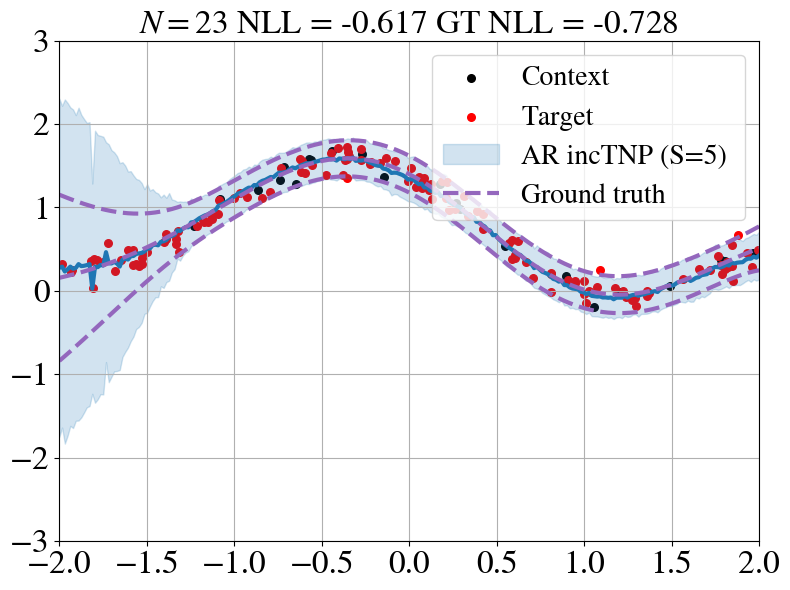 N = 23 NLL = -0.617 GT NLL = -0.728
3
2
1
0
−1
−2
−3
Context
Target
AR incTNP (S=5)
Ground truth
−2.0 −1.5 −1.0 −0.5 0.0 0.5 1.0 1.5 2.0